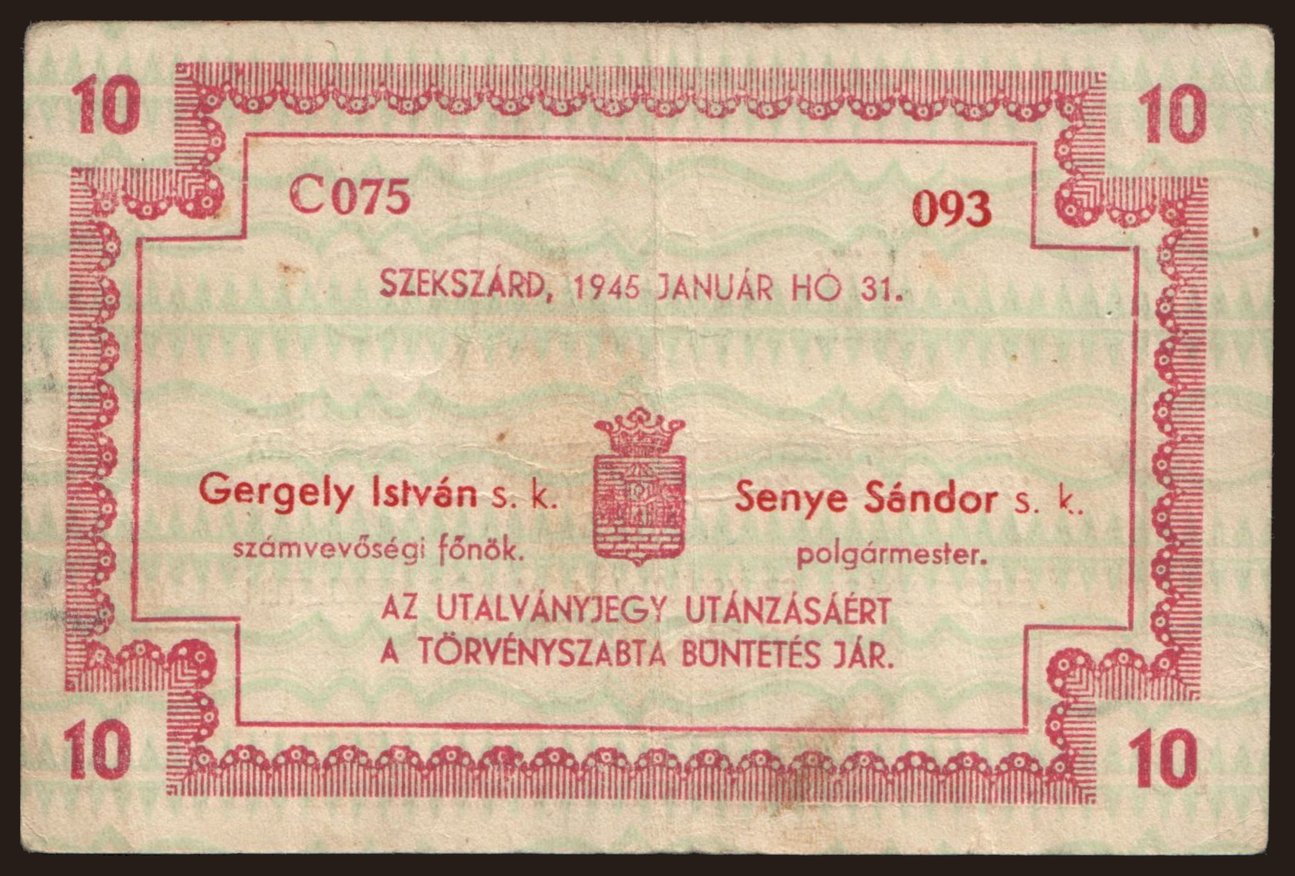 10 10
C075 093
SZEKSZÁRD, 1945 JANUÁR HÓ 31.
Gergely István s. k. Senye Sándor s. k.
számvevőségi főnök. polgármester.
AZ UTALVÁNYJEGY UTÁNZÁSÁÉRT
A TÖRVÉNYSZABTA BÜNTETÉS JÁR.
10 10